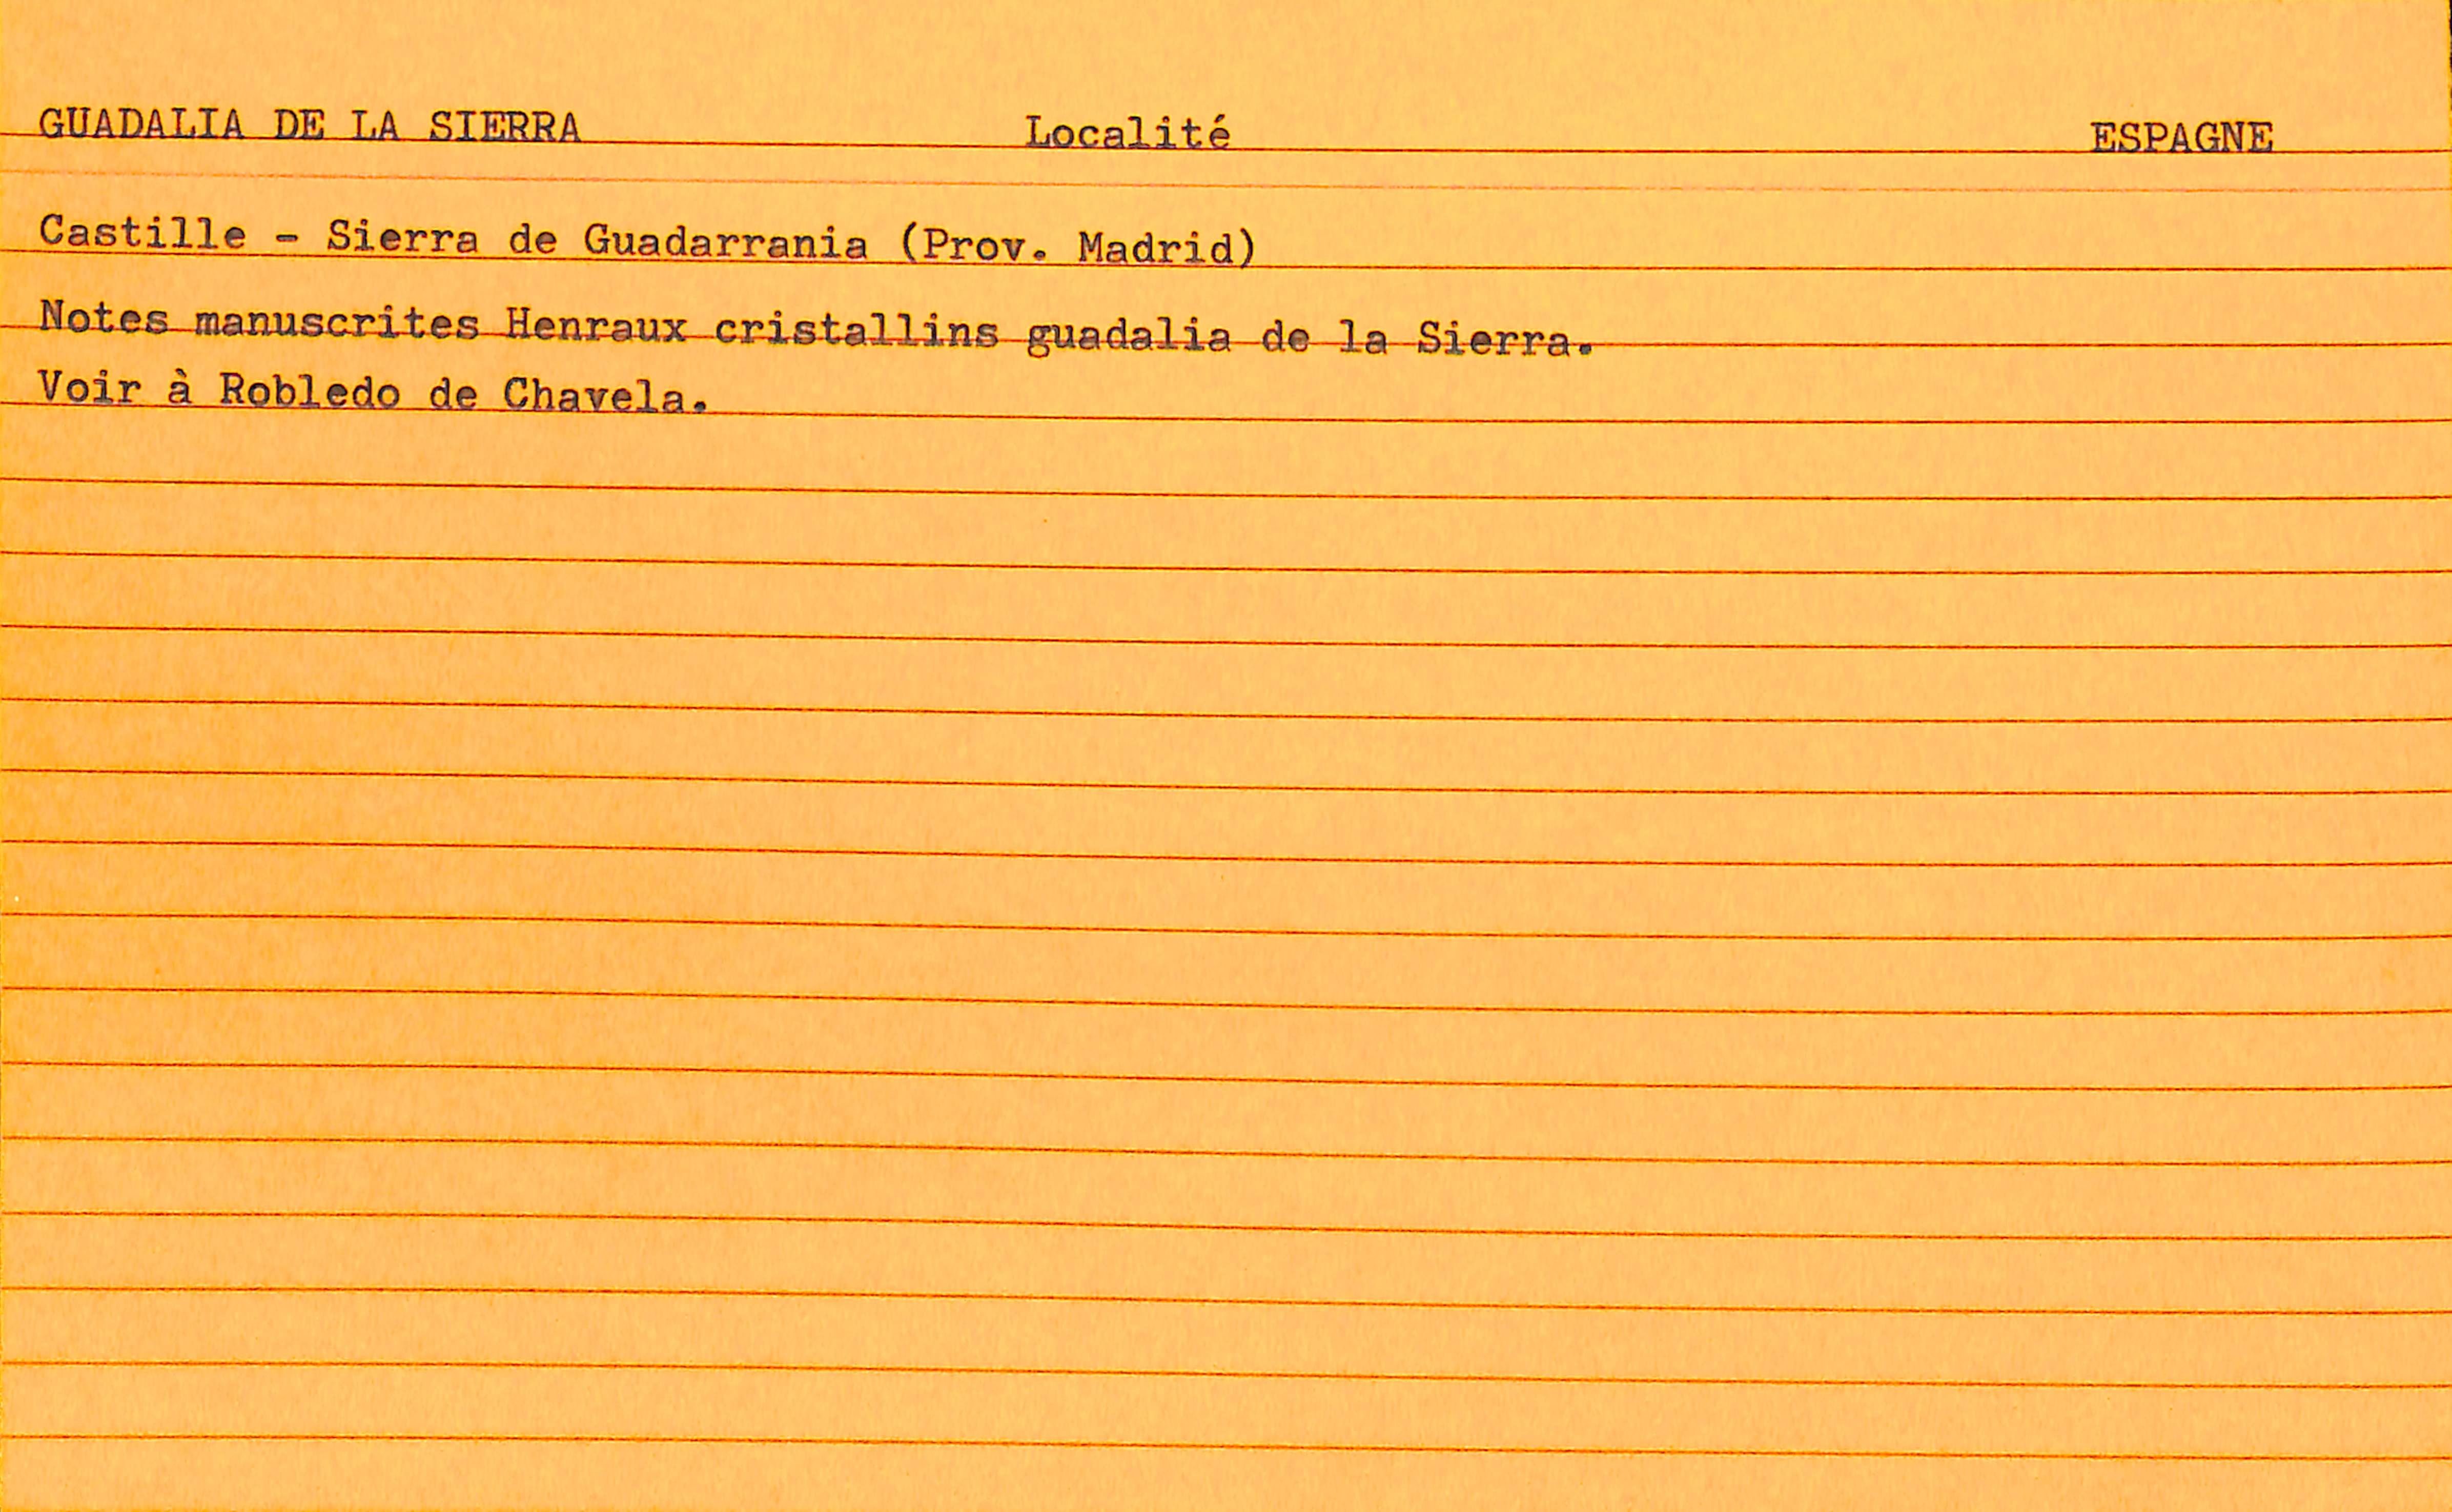 GUADALIA DE LA SIERRA Localité ESPAGNE
Castille - Sierra de Guadarrania (Prov. Madrid)
Notes manuscrites Henraux cristallins guadalia de la Sierra.
Voir à Robledo de Chavela.